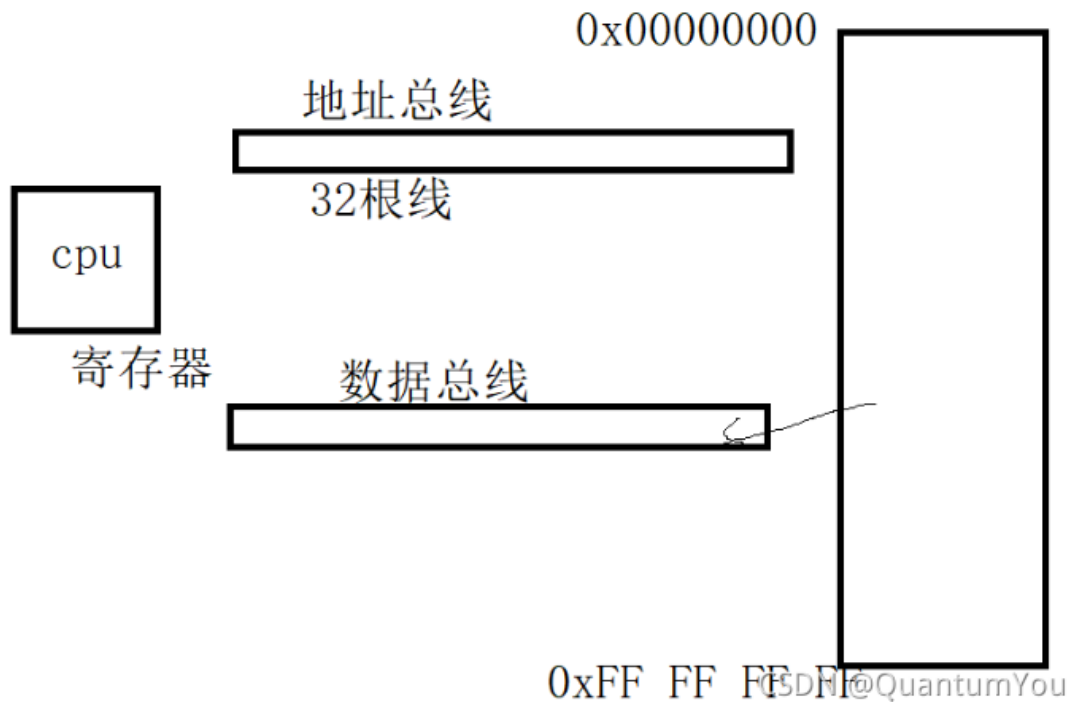 0x00000000
地址总线
32根线
cpu
寄存器
数据总线
0xFF FF FF FF
CSDN @QuantumYou